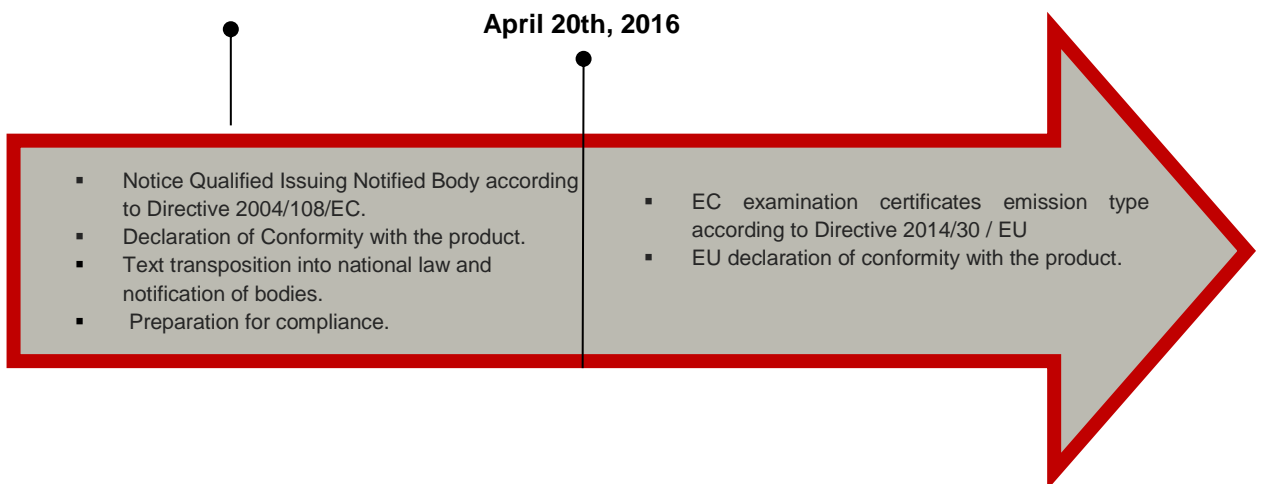 April 20th, 2016
▪ Notice Qualified Issuing Notified Body according
to Directive 2004/108/EC.
▪ Declaration of Conformity with the product.
▪ Text transposition into national law and
notification of bodies.
▪ Preparation for compliance.
▪ EC examination certificates emission type
according to Directive 2014/30 / EU
▪ EU declaration of conformity with the product.